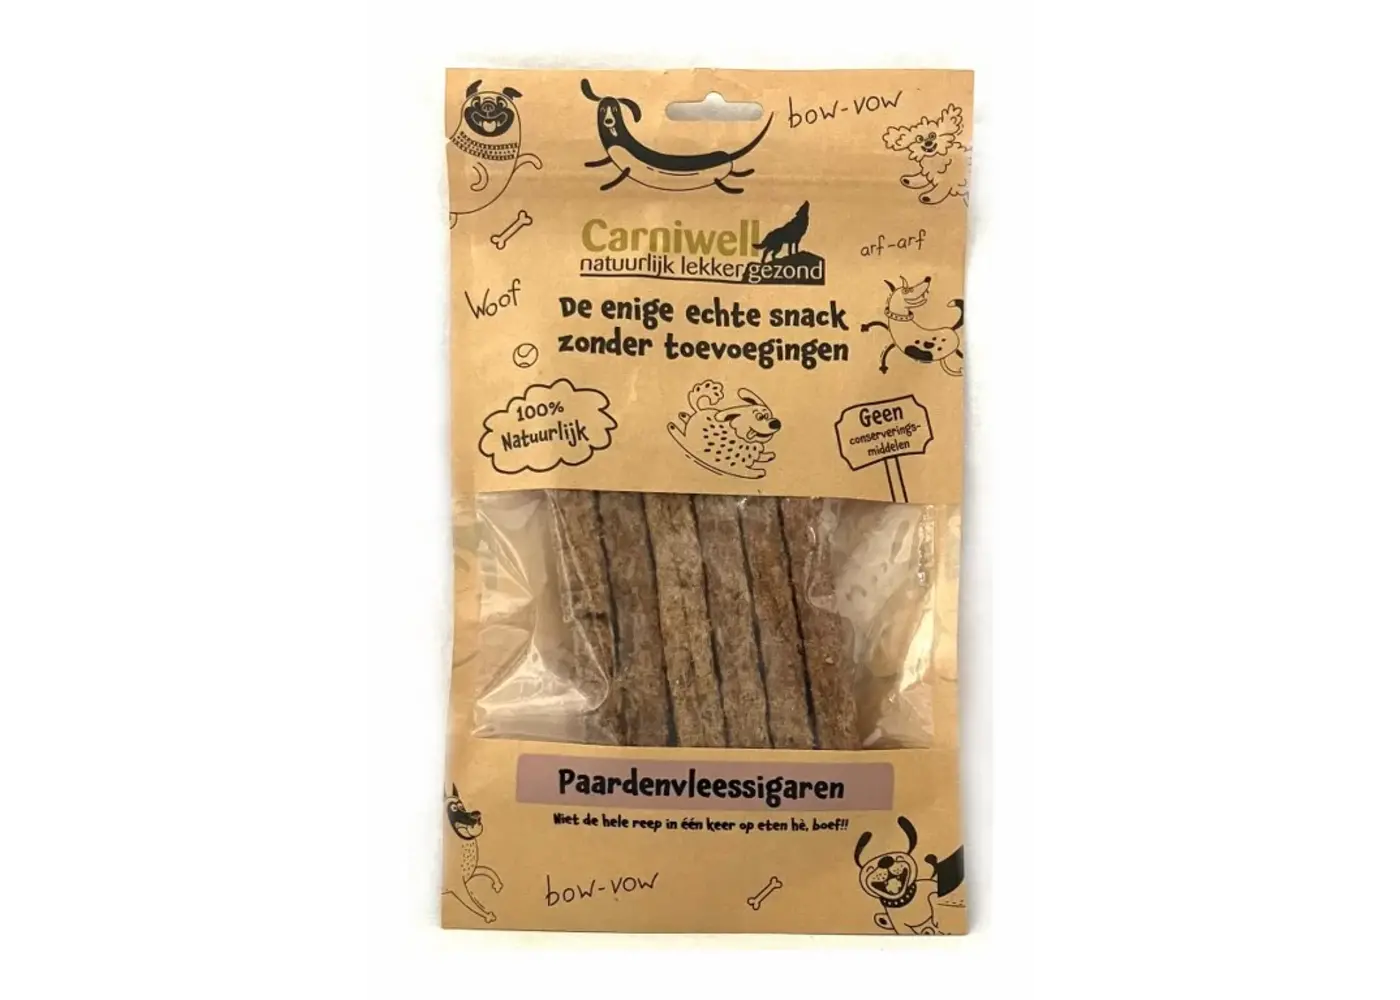 bow-vow
Carniwell
natuurlijk lekker gezond
arf-arf
Woof
De enige echte snack
zonder toevoegingen
100%
Natuurlijk
Geen
conserverings-
middelen
Paardenvleessigaren
Niet de hele reep in één keer op eten hè, boef!!
bow-vow